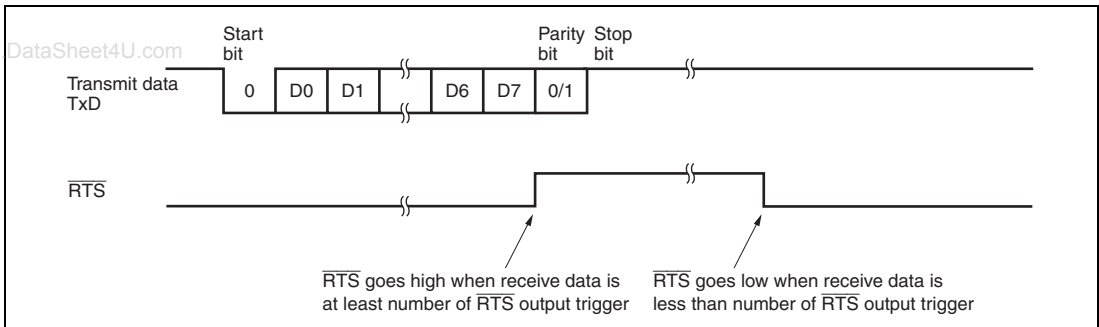 DataSheet4U.com
Start
bit
Parity
bit
Stop
bit
Transmit data
TxD
0
D0
D1
D6
D7
0/1
RTS
RTS goes high when receive data is
at least number of RTS output trigger
RTS goes low when receive data is
less than number of RTS output trigger